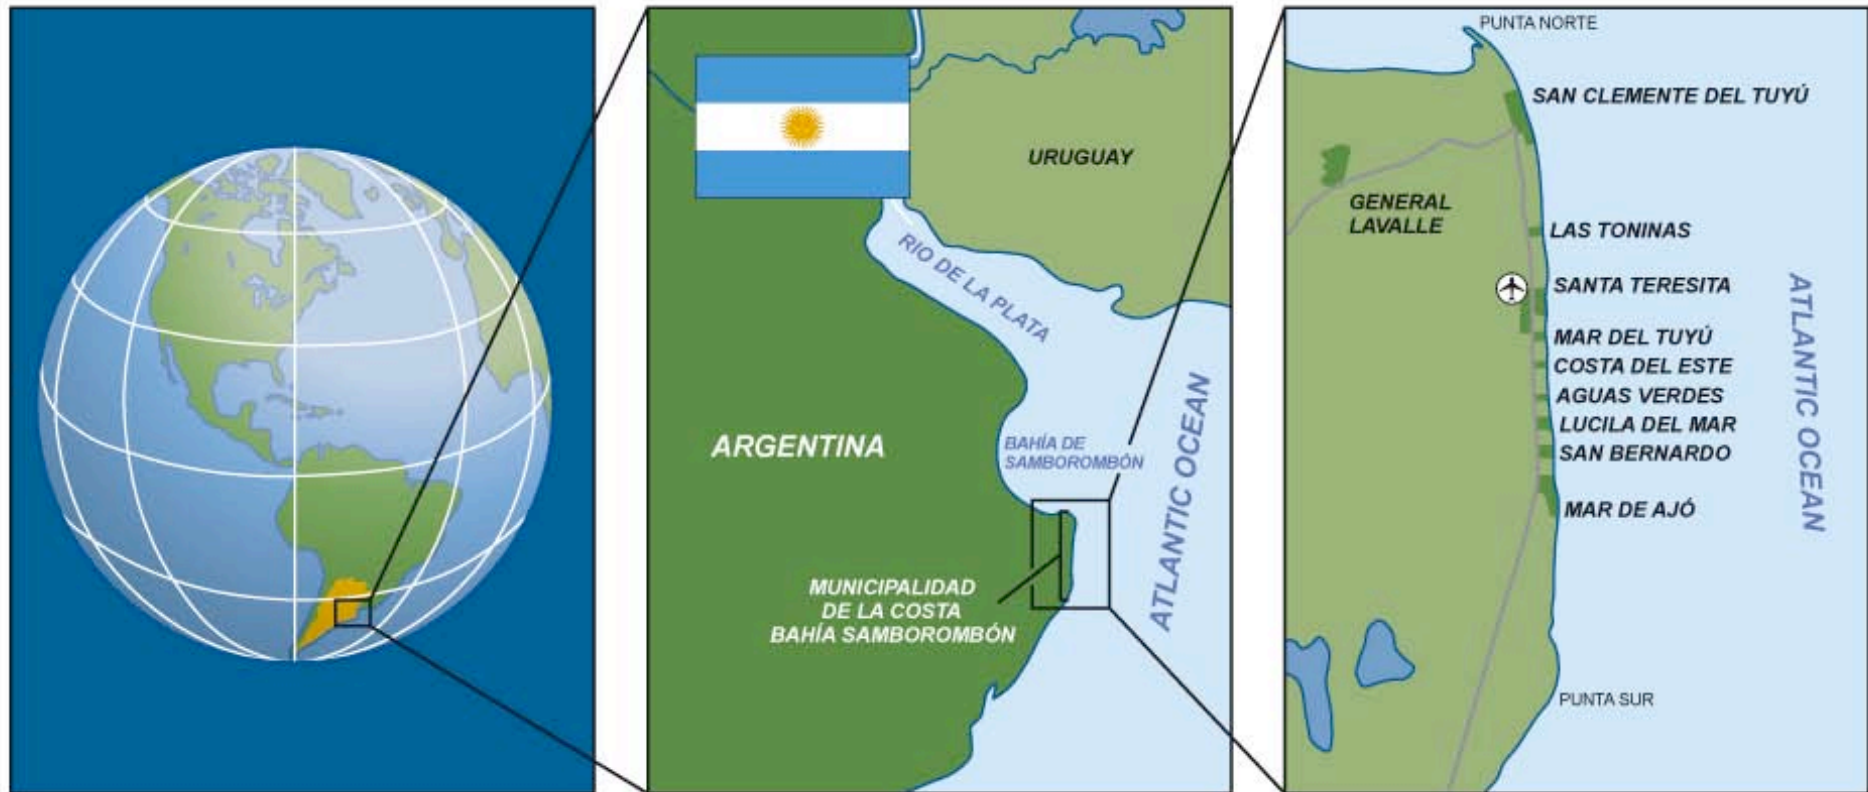 URUGUAY
RIO DE LA PLATA
ARGENTINA
BAHÍA DE
SAMBOROMBÓN
ATLANTIC OCEAN
MUNICIPALIDAD
DE LA COSTA
BAHÍA SAMBOROMBÓN
PUNTA NORTE
SAN CLEMENTE DEL TUYÚ
GENERAL
LAVALLE
LAS TONINAS
SANTA TERESITA
MAR DEL TUYÚ
COSTA DEL ESTE
AGUAS VERDES
LUCILA DEL MAR
SAN BERNARDO
MAR DE AJÓ
ATLANTIC OCEAN
PUNTA SUR